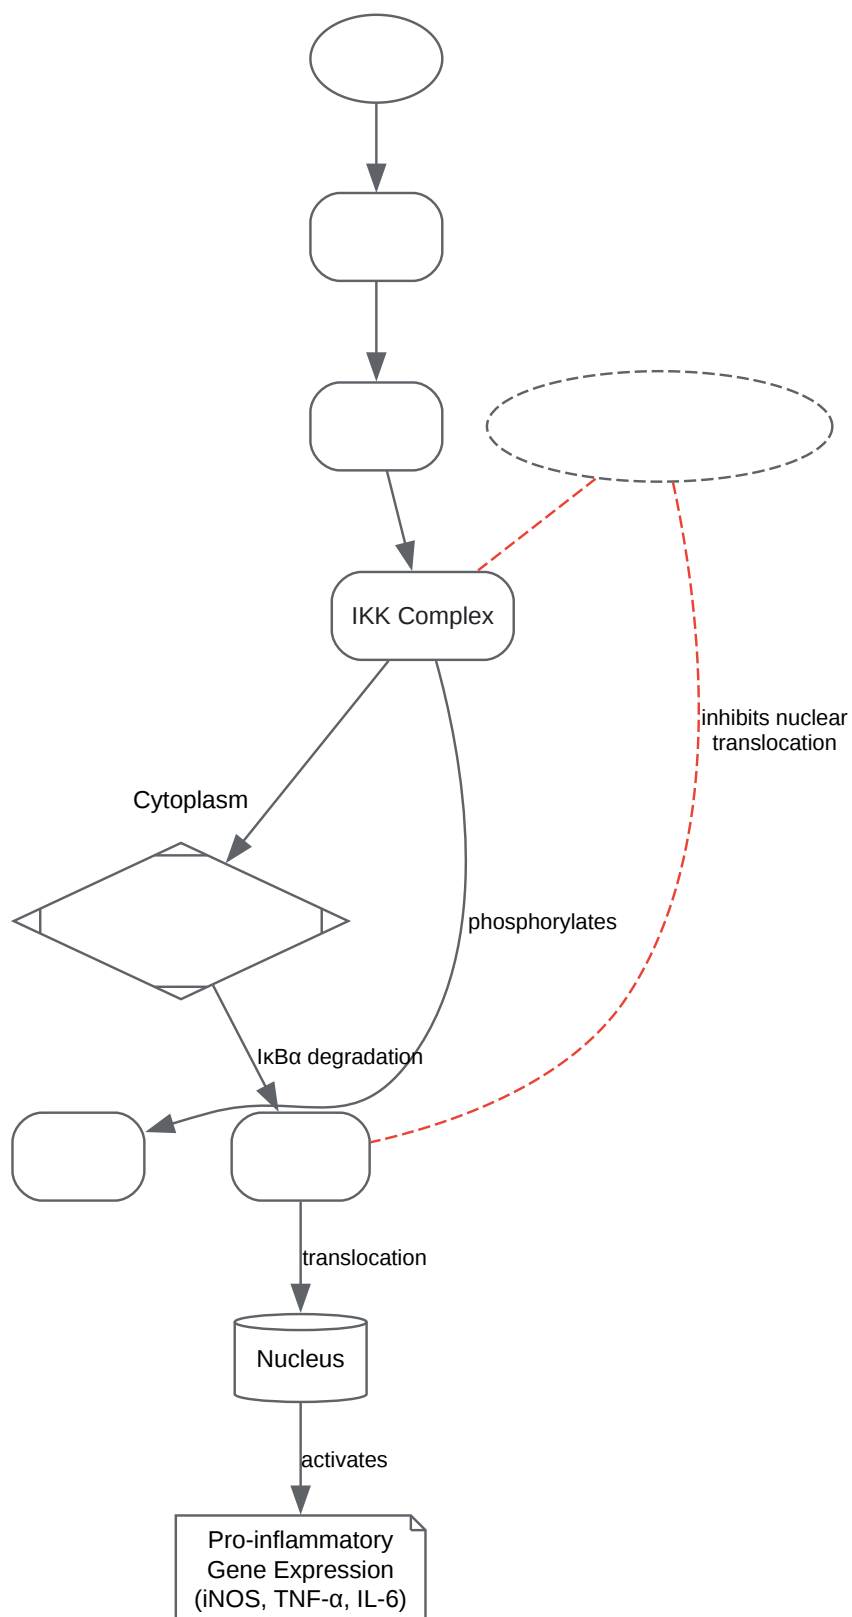 IKK Complex
inhibits nuclear
translocation
Cytoplasm
phosphorylates
IκBα degradation
translocation
Nucleus
activates
Pro-inflammatory
Gene Expression
(iNOS, TNF-α, IL-6)